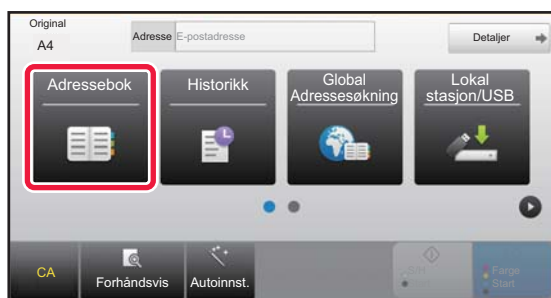 Original
A4
Adresse E-postadresse
Detaljer
Adressebok
Historikk
Global
Adressesøkning
Lokal
stasjon/USB
CA
Forhåndsvis
Autoinnst.
Farge
Start